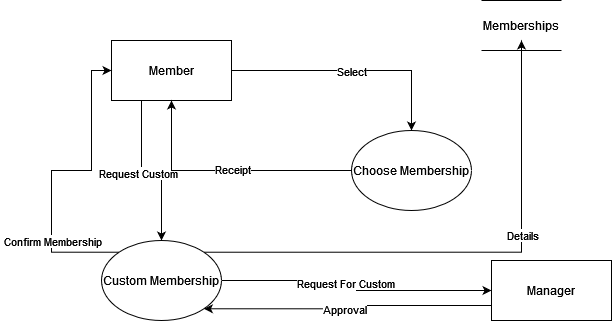 Memberships
Member
Select
Choose Membership
Receipt
Request Custom
Confirm Membership
Details
Custom Membership
Request For Custom
Manager
Approval